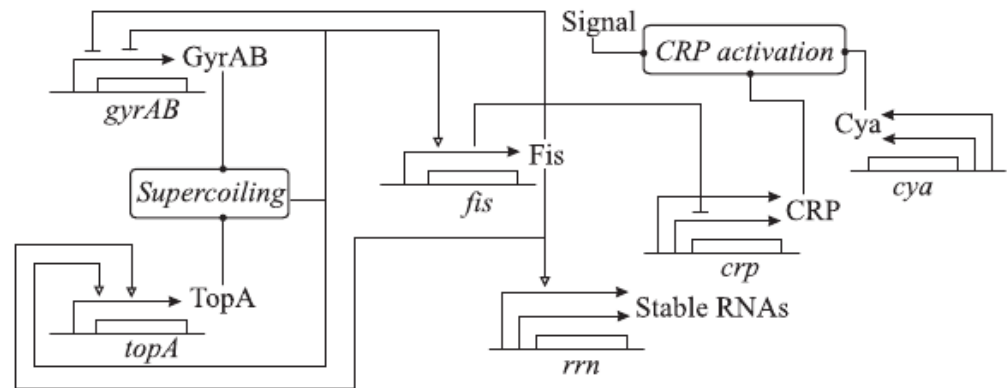 Signal
GyrAB
CRP activation
gyrAB
Cya
Fis
cya
Supercoiling
fis
CRP
crp
TopA
Stable RNAs
topA
rrn